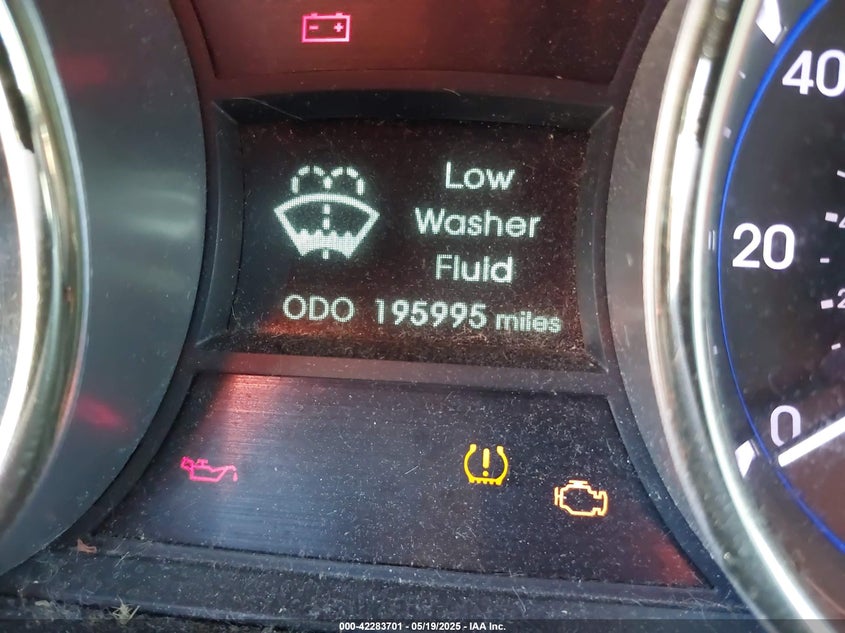 Low
Washer
Fluid
ODO 195995 miles
40
20
0
000-42283701 - 05/19/2025 - IAA Inc.